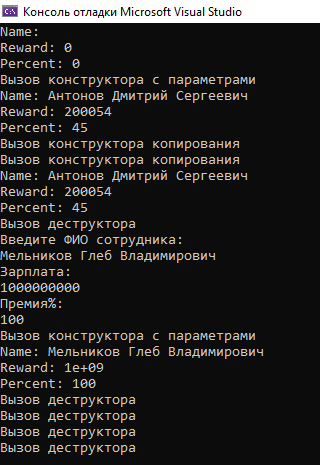 Консоль отладки Microsoft Visual Studio
Name:
Reward: 0
Percent: 0
Вызов конструктора с параметрами
Name: Антонов Дмитрий Сергеевич
Reward: 200054
Percent: 45
Вызов конструктора копирования
Вызов конструктора копирования
Name: Антонов Дмитрий Сергеевич
Reward: 200054
Percent: 45
Вызов деструктора
Введите ФИО сотрудника:
Мельников Глеб Владимирович
Зарплата:
1000000000
Премия%:
100
Вызов конструктора с параметрами
Name: Мельников Глеб Владимирович
Reward: 1e+09
Percent: 100
Вызов деструктора
Вызов деструктора
Вызов деструктора
Вызов деструктора